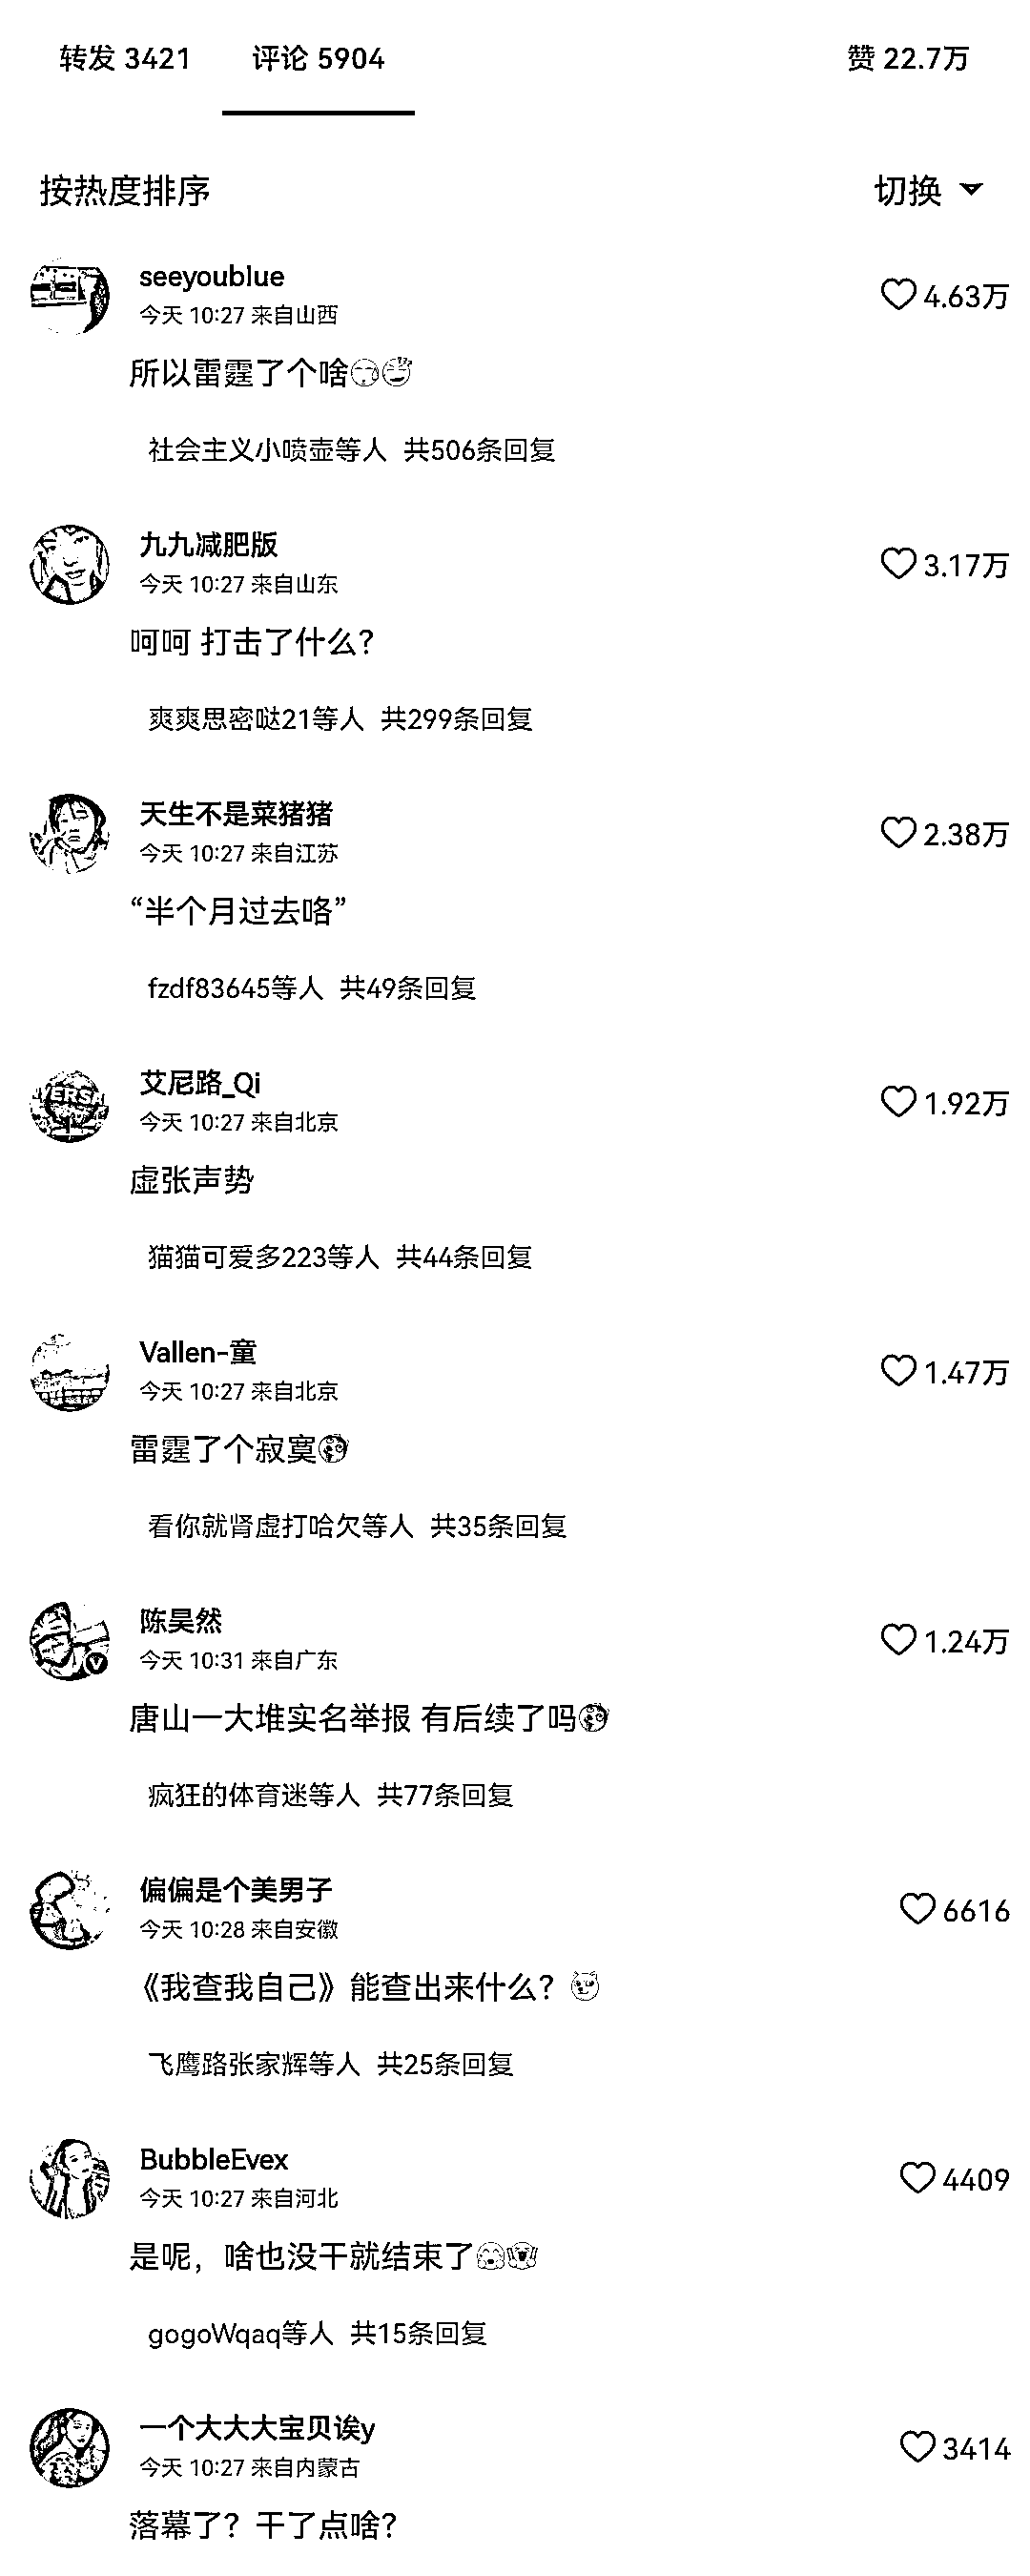 转发 3421 评论 5904 赞 22.7万
按热度排序 切换
seeyoublue
今天 10:27 来自山西 4.63万
所以雷霆了个啥
社会主义小喷壶等人 共506条回复
九九减肥版
今天 10:27 来自山东 3.17万
呵呵 打击了什么?
爽爽思密哒21等人 共299条回复
天生不是菜猪猪
今天 10:27 来自江苏 2.38万
“半个月过去咯”
fzdf83645等人 共49条回复
艾尼路_Qi
今天 10:27 来自北京 1.92万
虚张声势
猫猫可爱多223等人 共44条回复
Vallen-童
今天 10:27 来自北京 1.47万
雷霆了个寂寞
看你就肾虚打哈欠等人 共35条回复
陈昊然
今天 10:31 来自广东 1.24万
唐山一大堆实名举报 有后续了吗
疯狂的体育迷等人 共77条回复
偏偏是个美男子
今天 10:28 来自安徽 6616
《我查我自己》能查出来什么？
飞鹰路张家辉等人 共25条回复
BubbleEvex
今天 10:27 来自河北 4409
是呢，啥也没干就结束了
gogoWqaq等人 共15条回复
一个大大大宝贝诶y
今天 10:27 来自内蒙古 3414
落幕了？干了点啥？